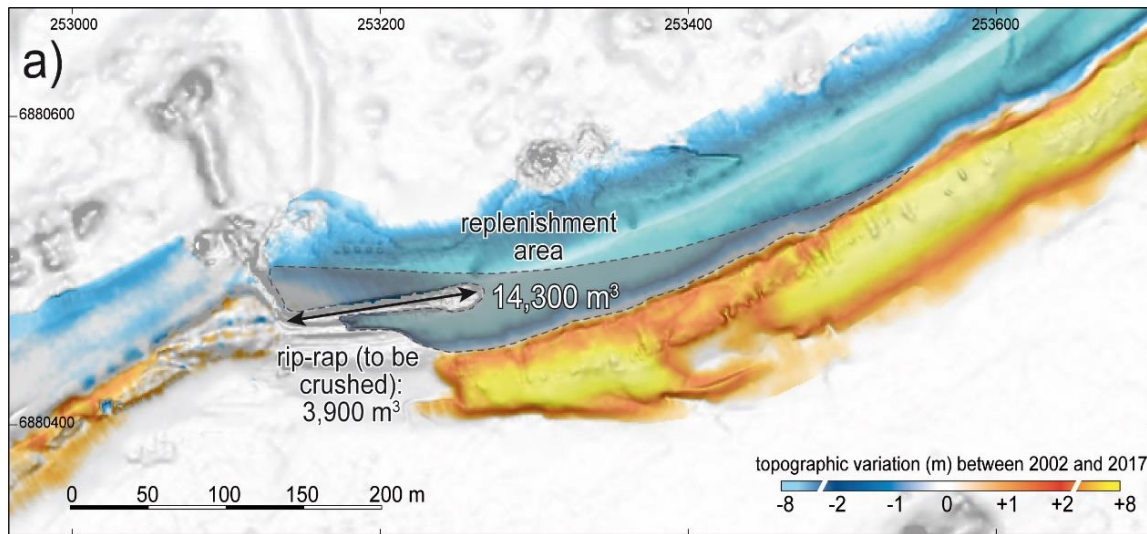 253000
253200
253400
253600
a)
6880600
replenishment
area
14,300 m³
rip-rap (to be
crushed):
3,900 m³
6880400
topographic variation (m) between 2002 and 2017
0 50 100 150 200 m
-8 -2 -1 0 +1 +2 +8